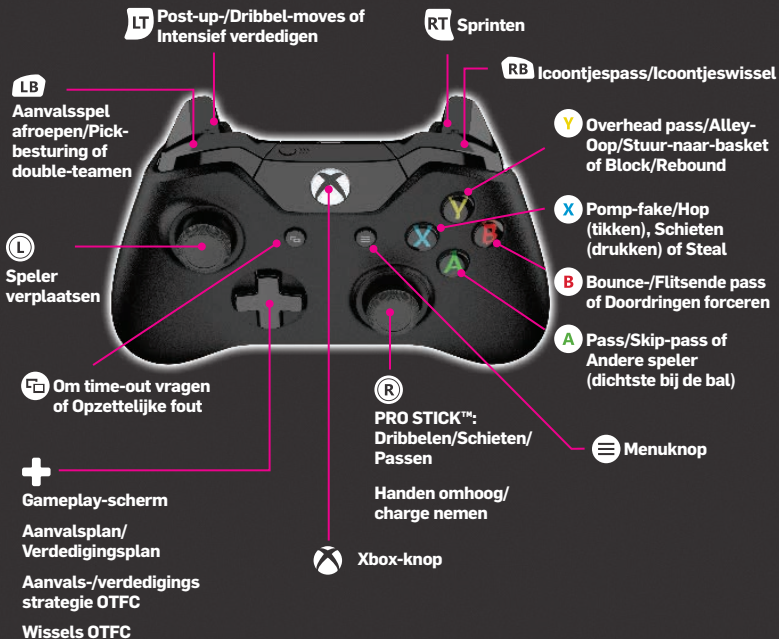 LT Post-up-/Dribbel-moves of
Intensief verdedigen
RT Sprinten
RB Icoontjespass/Icoontjeswissel
LB
Aanvalsspel
afroepen/Pick-
besturing of
double-teamen
Y Overhead pass/Alley-
Oop/Stuur-naar-basket
of Block/Rebound
X Pomp-fake/Hop
(tikken), Schieten
(drukken) of Steal
L
Speler
verplaatsen
B Bounce-/Flitsende pass
of Doordringen forceren
A Pass/Skip-pass of
Andere speler
(dichtste bij de bal)
Y
X
B
A
Om time-out vragen
of Opzettelijke fout
R
PRO STICK™:
Dribbelen/Schieten/
Passen
Handen omhoog/
charge nemen
Menuknop
Gameplay-scherm
Aanvalsplan/
Verdedigingsplan
Aanvals-/verdedigings
strategie OTFC
Wissels OTFC
Xbox-knop